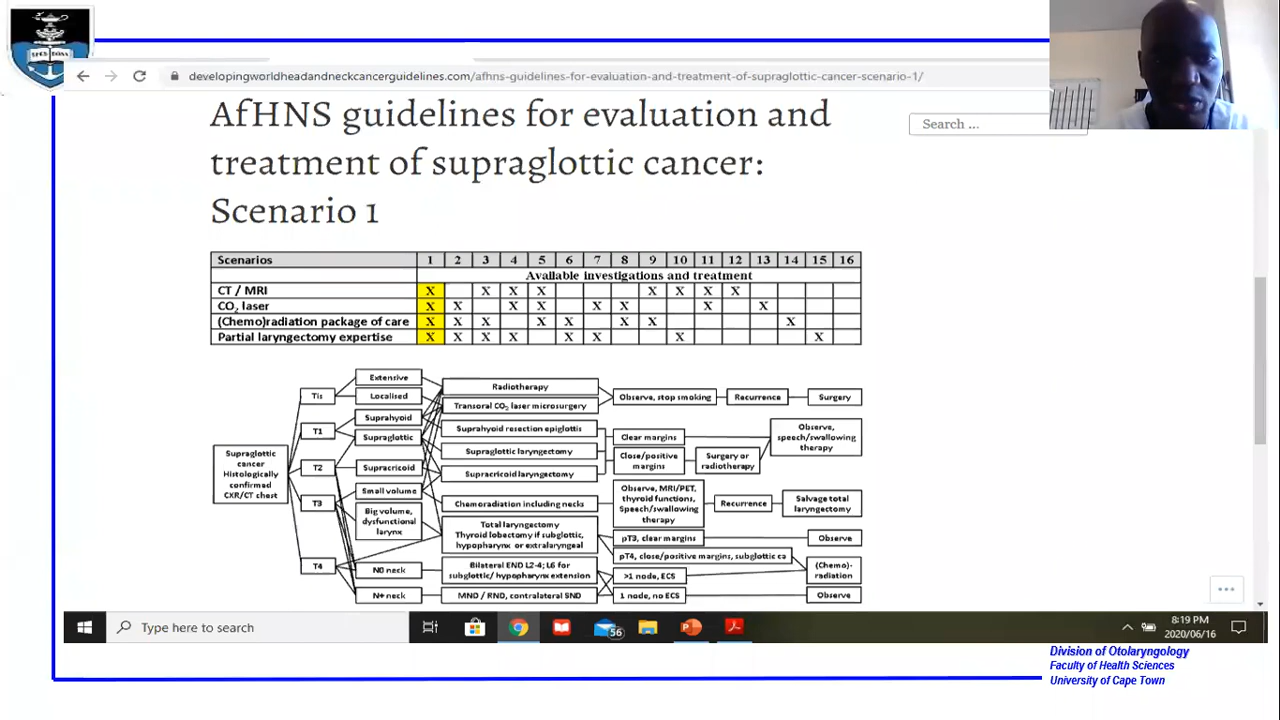 SPES BONA
developingworldheadandneckcancerguidelines.com/afhns-guidelines-for-evaluation-and-treatment-of-supraglottic-cancer-scenario-1/
AfHNS guidelines for evaluation and
treatment of supraglottic cancer:
Scenario 1
Search ...
Scenarios 1 2 3 4 5 6 7 8 9 10 11 12 13 14 15 16
Available investigations and treatment
CT / MRI X X X X X X X X
CO2 laser X X X X X X X X
(Chemo)radiation package of care X X X X X X X X
Partial laryngectomy expertise X X X X X X X X
Supraglottic
cancer
Histologically
confirmed
CXR/CT chest
Tis
T1
T2
T3
T4
Extensive
Localised
Suprahyoid
Supraglottic
Supracricoid
Small volume
Big volume,
dysfunctional
larynx
N0 neck
N+ neck
Radiotherapy
Transoral CO2 laser microsurgery
Suprahyoid resection epiglottis
Supraglottic laryngectomy
Supracricoid laryngectomy
Chemoradiation including necks
Total laryngectomy
Thyroid lobectomy if subglottic,
hypopharynx or extralaryngeal
Bilateral END L2-4; L6 for
subglottic/ hypopharynx extension
MND / RND, contralateral SND
Observe, stop smoking
Recurrence
Surgery
Clear margins
Close/positive
margins
Surgery or
radiotherapy
Observe,
speech/swallowing
therapy
Observe, MRI/PET,
thyroid functions,
Speech/swallowing
therapy
Recurrence
Salvage total
laryngectomy
pT3, clear margins
Observe
pT4, close/positive margins, subglottic ca
>1 node, ECS
(Chemo)-
radiation
1 node, no ECS
Observe
Type here to search
56
8:19 PM
2020/06/16
Division of Otolaryngology
Faculty of Health Sciences
University of Cape Town